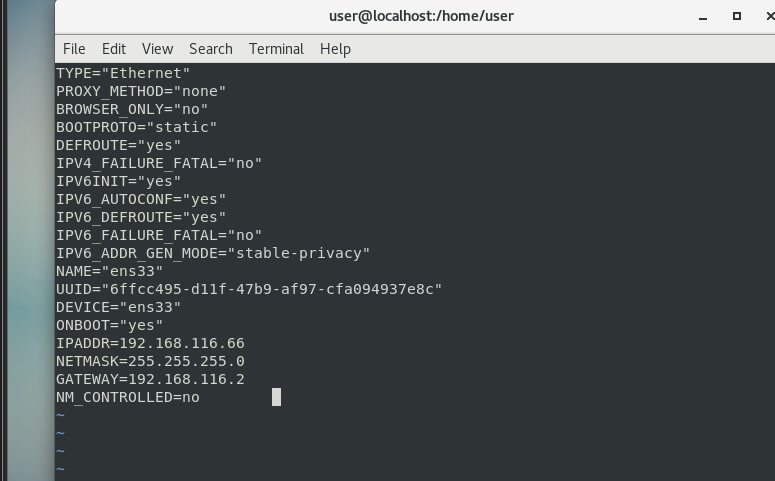 user@localhost:/home/user
File Edit View Search Terminal Help
TYPE="Ethernet"
PROXY_METHOD="none"
BROWSER_ONLY="no"
BOOTPROTO="static"
DEFROUTE="yes"
IPV4_FAILURE_FATAL="no"
IPV6INIT="yes"
IPV6_AUTOCONF="yes"
IPV6_DEFROUTE="yes"
IPV6_FAILURE_FATAL="no"
IPV6_ADDR_GEN_MODE="stable-privacy"
NAME="ens33"
UUID="6ffcc495-d11f-47b9-af97-cfa094937e8c"
DEVICE="ens33"
ONBOOT="yes"
IPADDR=192.168.116.66
NETMASK=255.255.255.0
GATEWAY=192.168.116.2
NM_CONTROLLED=no
~
~
~
~